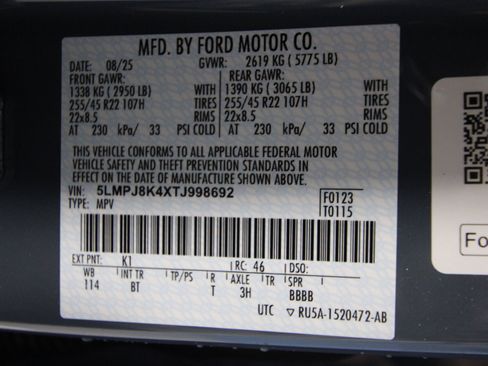 MFD. BY FORD MOTOR CO.
DATE: 08/25 GVWR: 2619 KG ( 5775 LB)
FRONT GAWR: REAR GAWR:
1338 KG ( 2950 LB) WITH 1390 KG ( 3065 LB) WITH
255/45 R22 107H TIRES 255/45 R22 107H TIRES
22x8.5 RIMS 22x8.5 RIMS
AT 230 kPa/ 33 PSI COLD AT 230 kPa/ 33 PSI COLD
THIS VEHICLE CONFORMS TO ALL APPLICABLE FEDERAL MOTOR
VEHICLE SAFETY AND THEFT PREVENTION STANDARDS IN EFFECT
ON THE DATE OF MANUFACTURE SHOWN ABOVE.
VIN: 5LMPJ8K4XTJ998692 F0123
TYPE: MPV T0115
EXT PNT: K1 RC: 46 DSO:
WB INT TR TP/PS R AXLE TR SPR
114 BT T 3H BBBB
UTC ▽ RU5A-1520472-AB
Fo